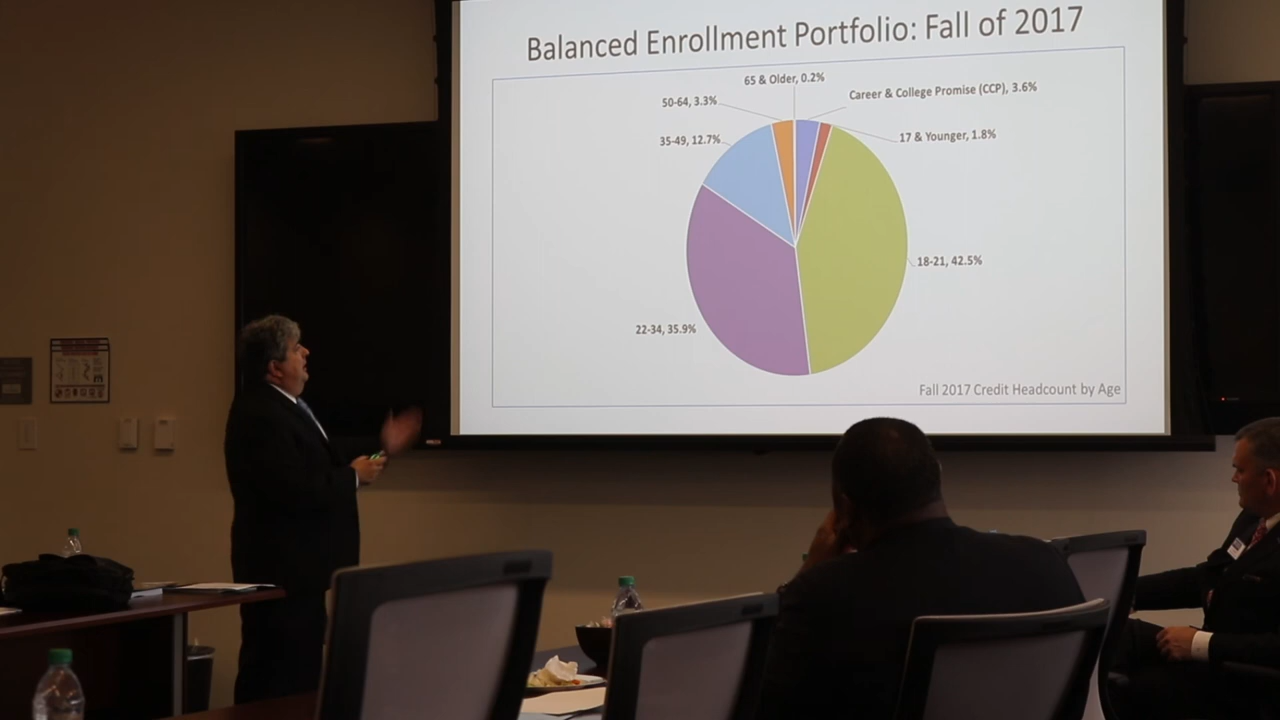 Balanced Enrollment Portfolio: Fall of 2017
65 & Older, 0.2%
Career & College Promise (CCP), 3.6%
50-64, 3.3%
17 & Younger, 1.8%
35-49, 12.7%
18-21, 42.5%
22-34, 35.9%
Fall 2017 Credit Headcount by Age